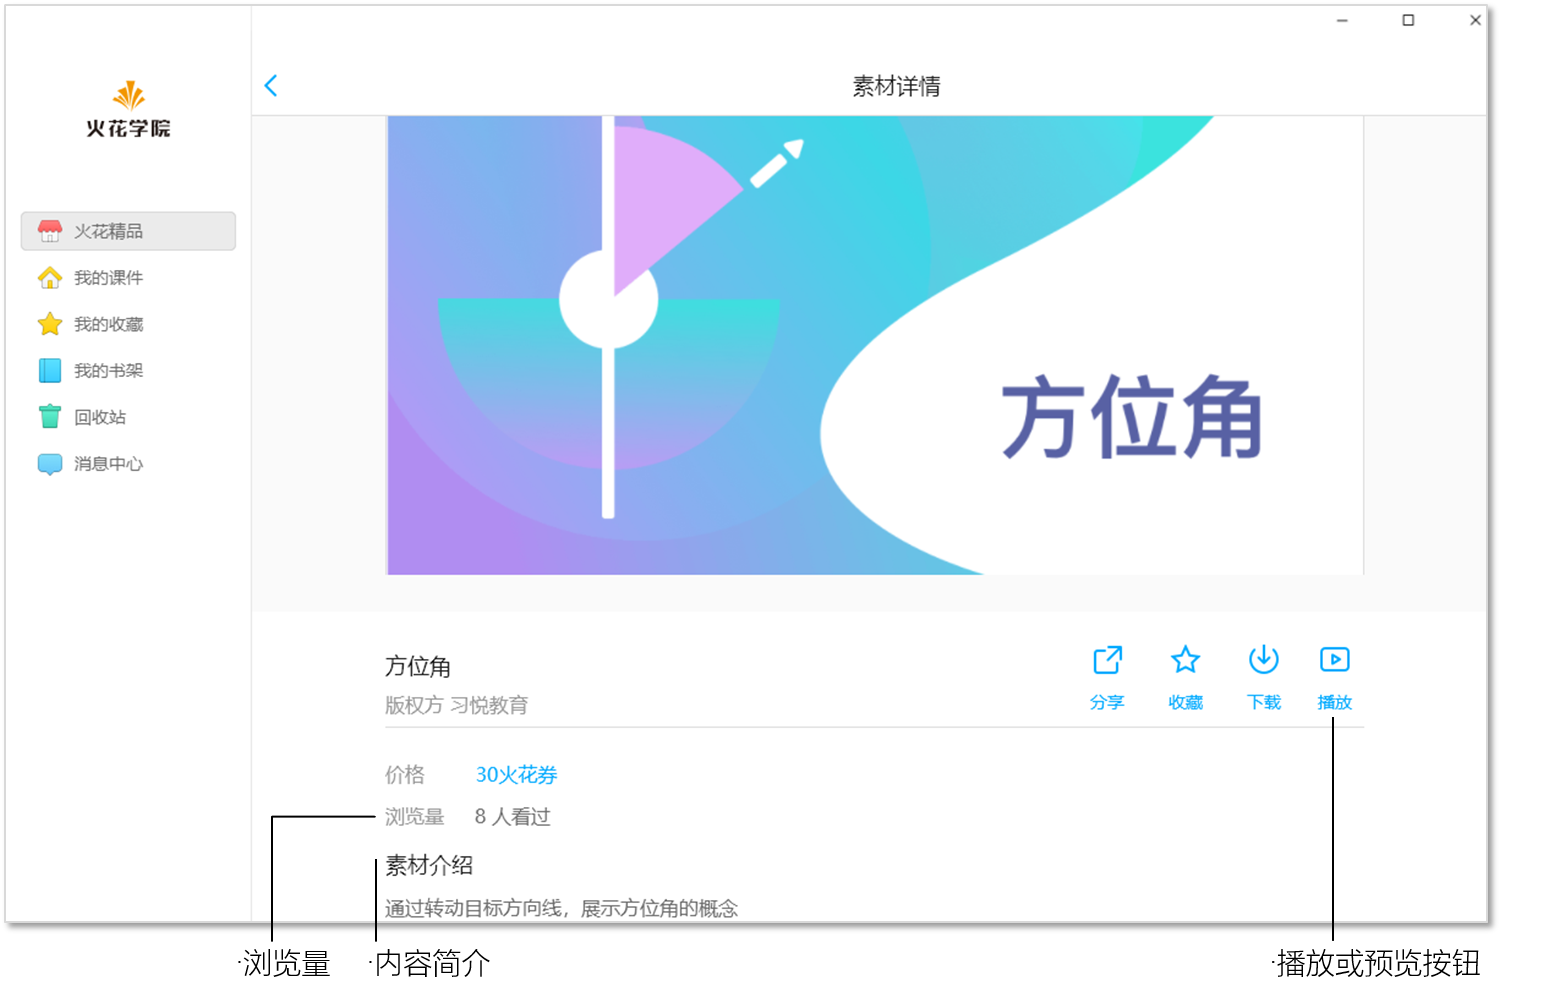 素材详情
火花学院
火花精品
我的课件
我的收藏
我的书架
回收站
消息中心
方位角
方位角
版权方 习悦教育
分享
收藏
下载
播放
价格 30火花券
浏览量 8 人看过
素材介绍
通过转动目标方向线，展示方位角的概念
·浏览量
·内容简介
·播放或预览按钮